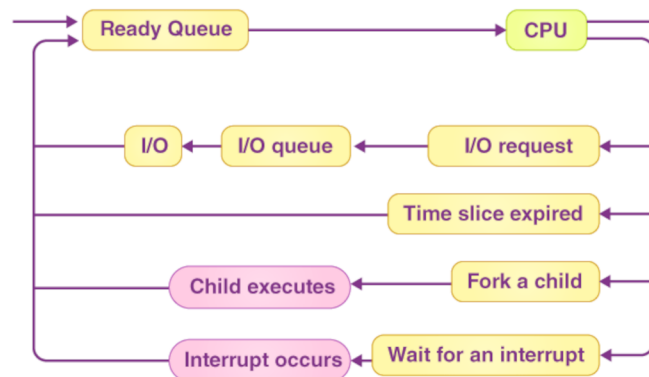 Ready Queue
CPU
I/O
I/O queue
I/O request
Time slice expired
Child executes
Fork a child
Interrupt occurs
Wait for an interrupt